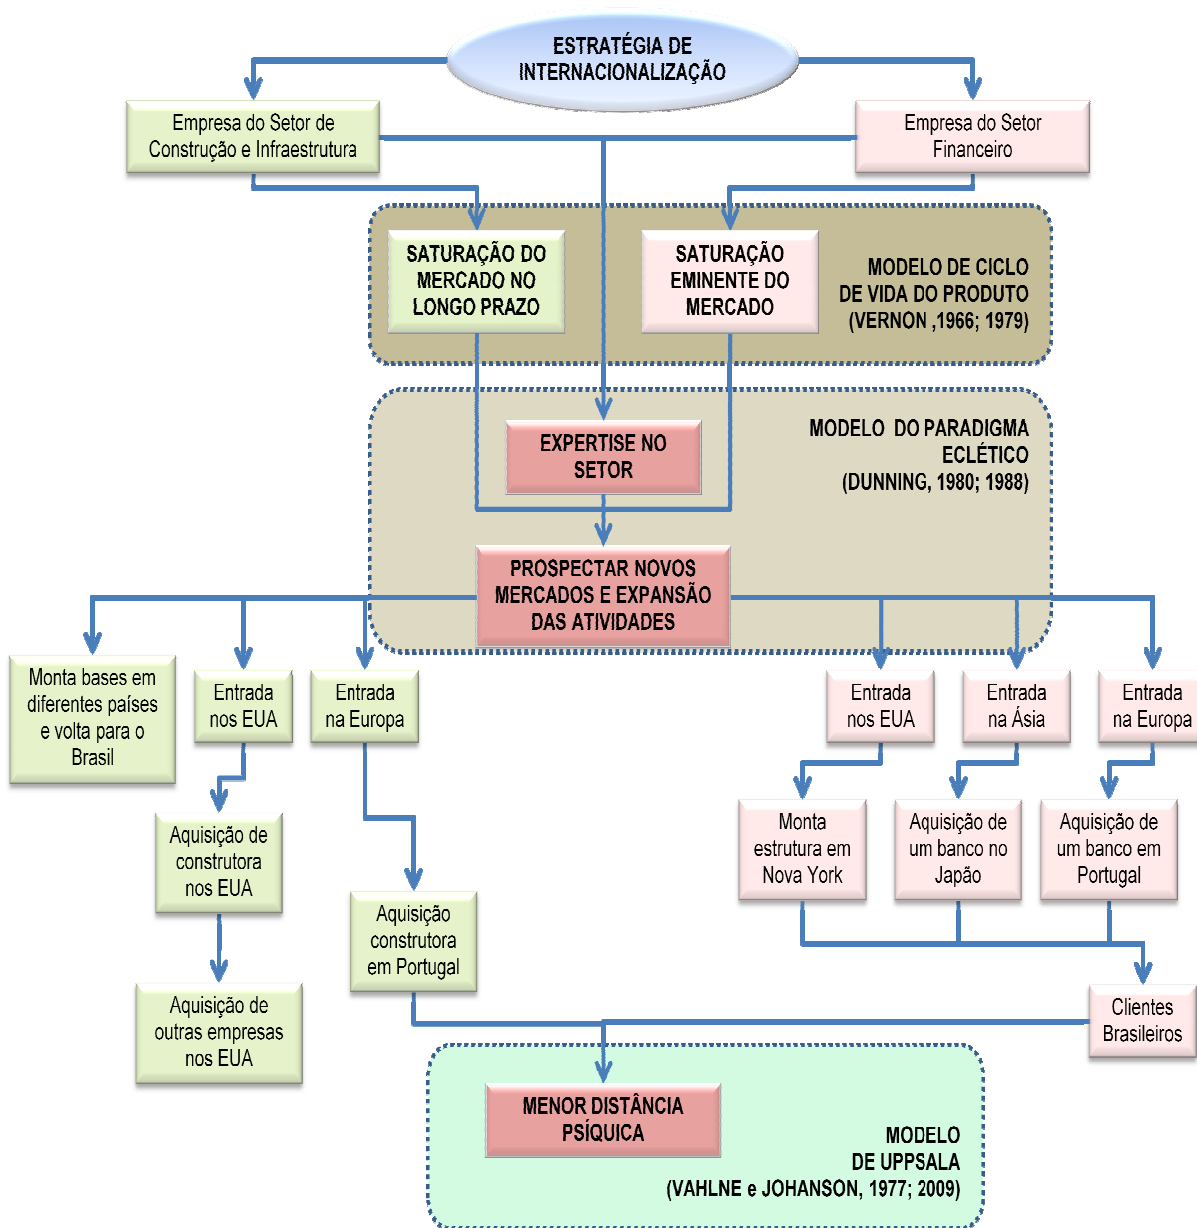 ESTRATÉGIA DE
INTERNACIONALIZAÇÃO
Empresa do Setor de
Construção e Infraestrutura
Empresa do Setor
Financeiro
SATURAÇÃO DO
MERCADO NO
LONGO PRAZO
SATURAÇÃO
EMINENTE DO
MERCADO
MODELO DE CICLO
DE VIDA DO PRODUTO
(VERNON ,1966; 1979)
EXPERTISE NO
SETOR
MODELO DO PARADIGMA
ECLÉTICO
(DUNNING, 1980; 1988)
PROSPECTAR NOVOS
MERCADOS E EXPANSÃO
DAS ATIVIDADES
Monta bases em
diferentes países
e volta para o
Brasil
Entrada
nos EUA
Entrada
na Europa
Entrada
nos EUA
Entrada
na Ásia
Entrada
na Europa
Aquisição de
construtora
nos EUA
Aquisição
construtora
em Portugal
Monta
estrutura em
Nova York
Aquisição de
um banco no
Japão
Aquisição de
um banco em
Portugal
Aquisição de
outras empresas
nos EUA
Clientes
Brasileiros
MENOR DISTÂNCIA
PSÍQUICA
MODELO
DE UPPSALA
(VAHLNE e JOHANSON, 1977; 2009)